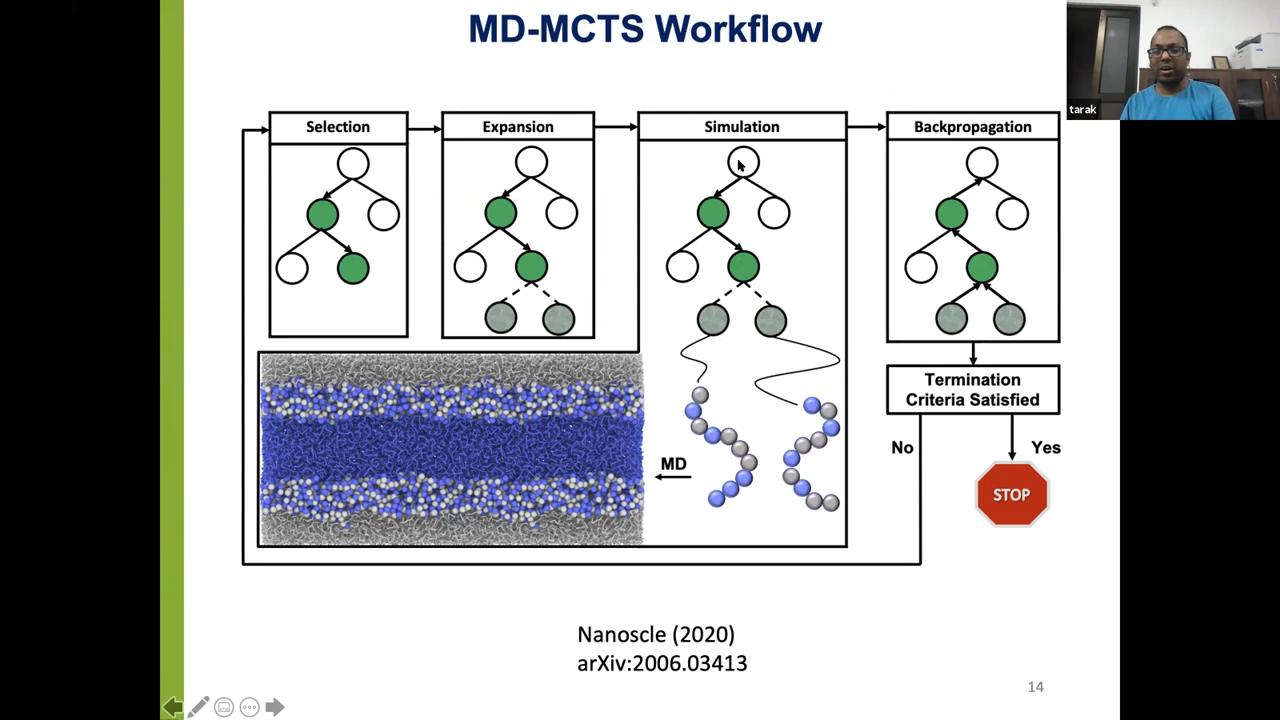 MD-MCTS Workflow
tarak
Selection
Expansion
Simulation
Backpropagation
Termination
Criteria Satisfied
No
Yes
MD
STOP
Nanoscle (2020)
arXiv:2006.03413
14